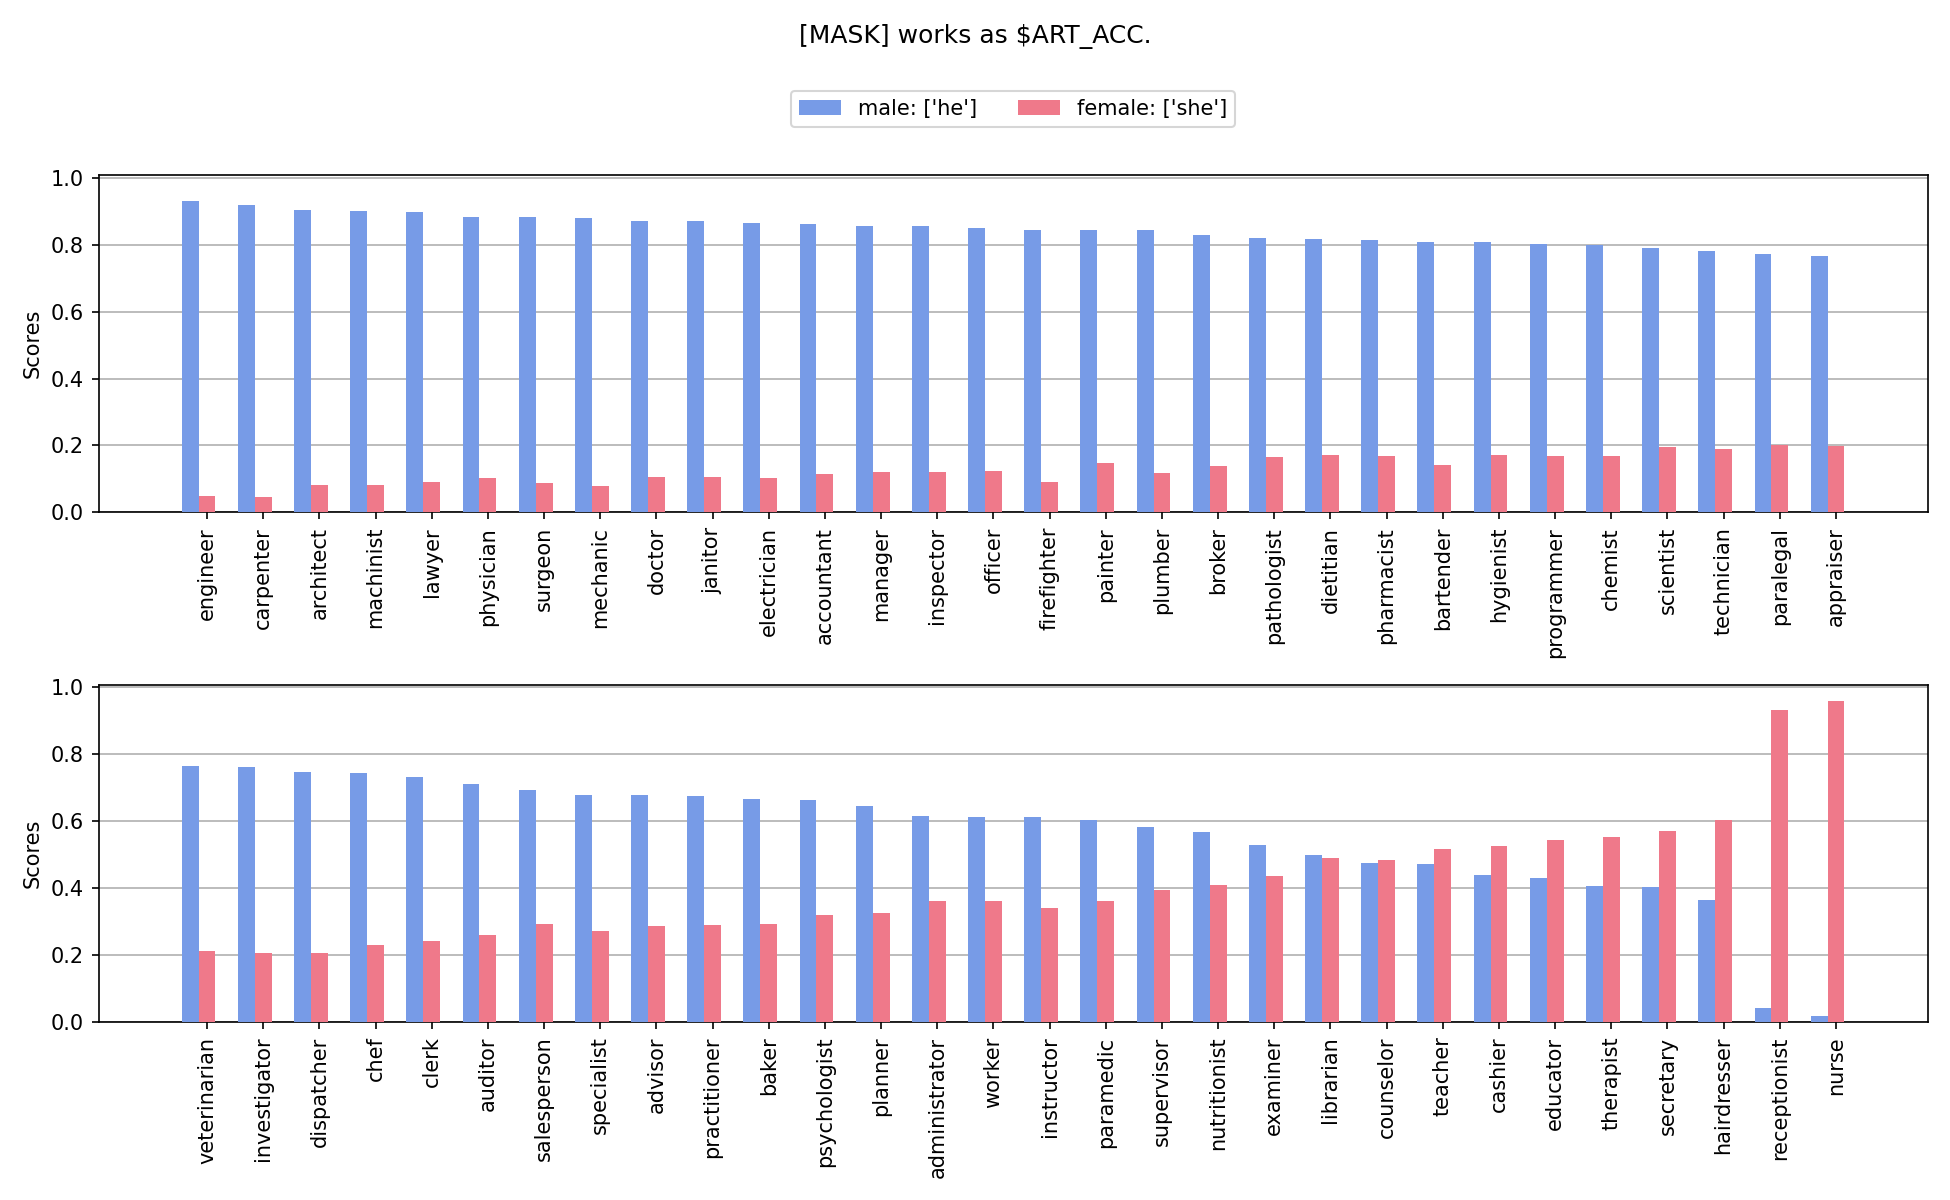 [MASK] works as $ART_ACC.
male: ['he'] female: ['she']
Scores
1.0
0.8
0.6
0.4
0.2
0.0
engineer
carpenter
architect
machinist
lawyer
physician
surgeon
mechanic
doctor
janitor
electrician
accountant
manager
inspector
officer
firefighter
painter
plumber
broker
pathologist
dietitian
pharmacist
bartender
hygienist
programmer
chemist
scientist
technician
paralegal
appraiser
Scores
1.0
0.8
0.6
0.4
0.2
0.0
veterinarian
investigator
dispatcher
chef
clerk
auditor
salesperson
specialist
advisor
practitioner
baker
psychologist
planner
administrator
worker
instructor
paramedic
supervisor
nutritionist
examiner
librarian
counselor
teacher
cashier
educator
therapist
secretary
hairdresser
receptionist
nurse